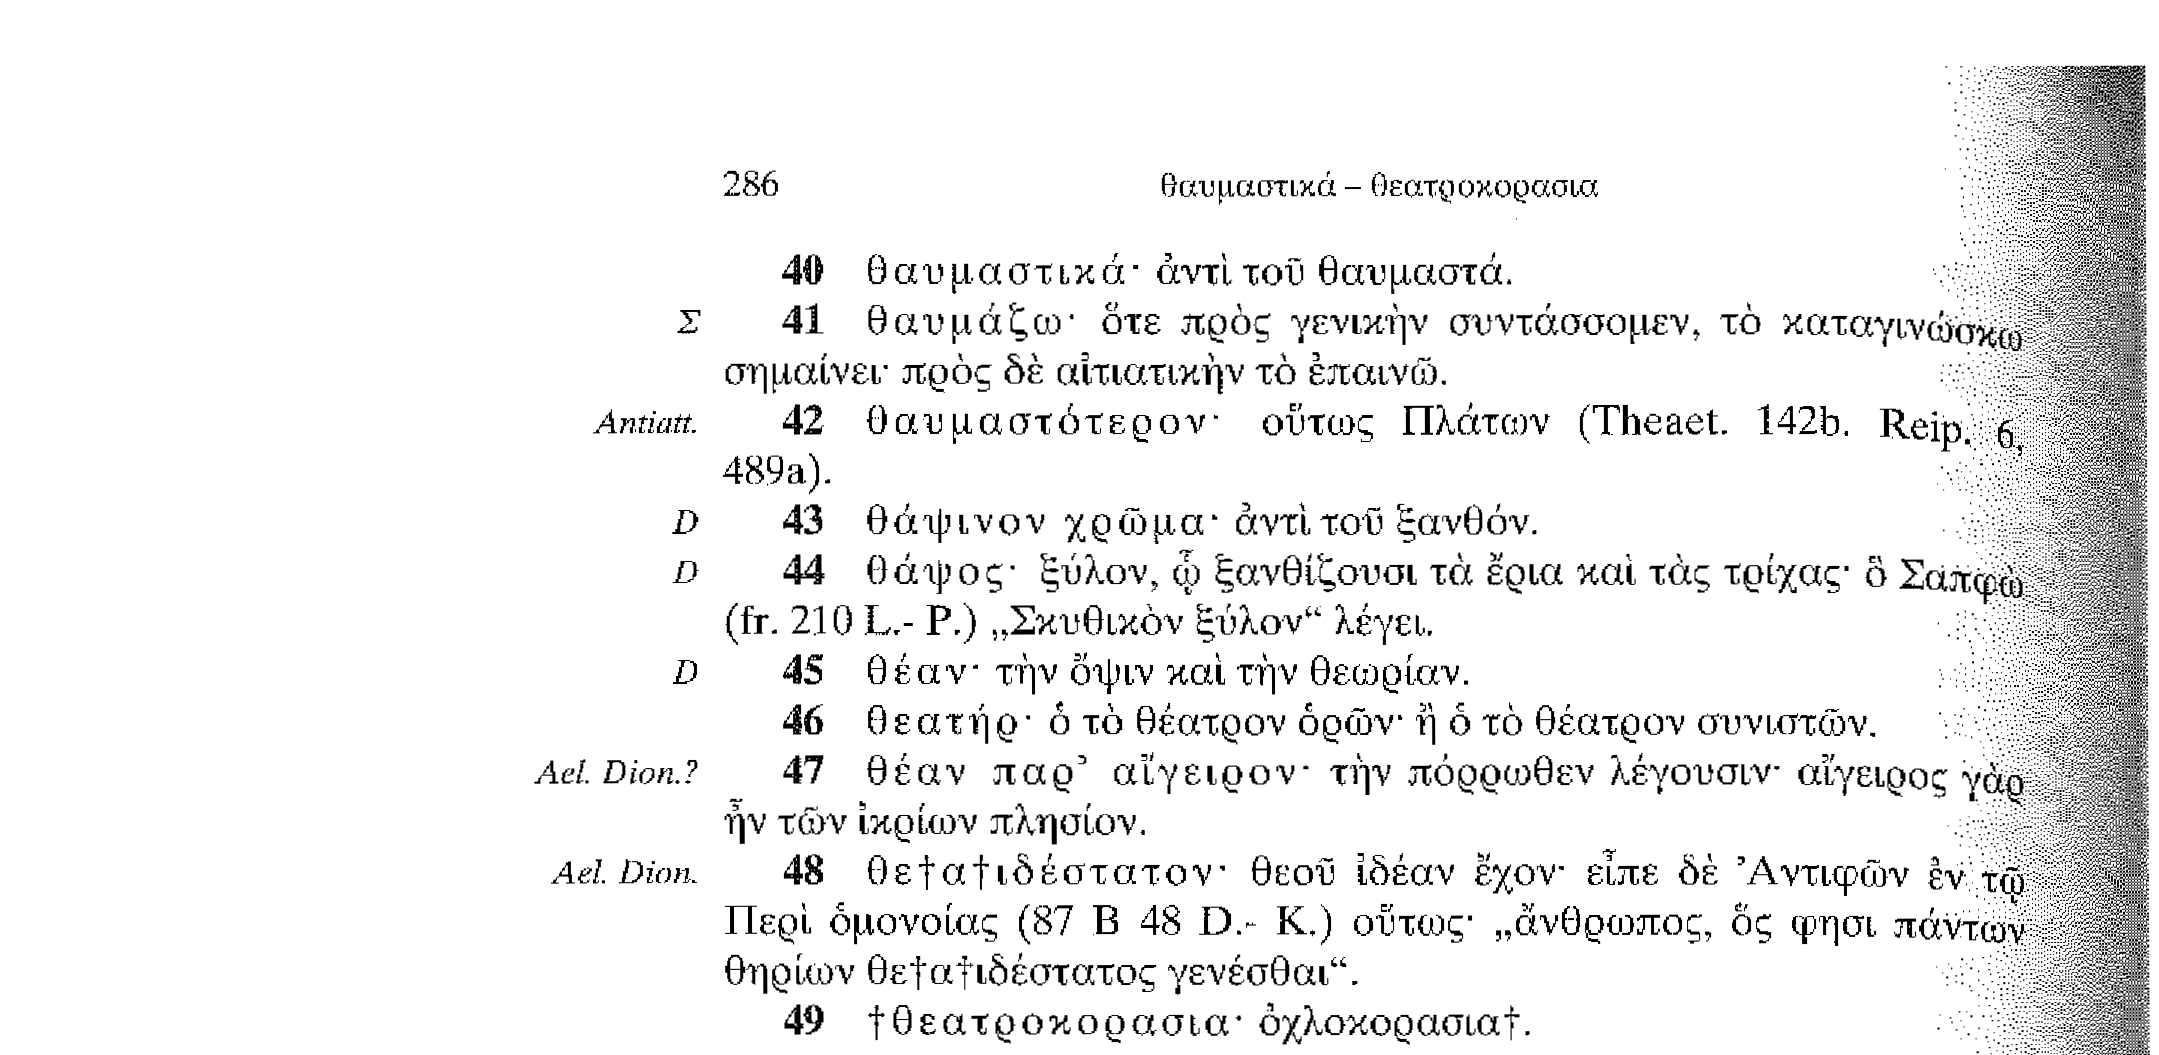 286 θαυμαστικά – θεατροκορασια
40 θαυμαστικά· ἀντὶ τοῦ θαυμαστά.
Σ 41 θαυμάζω· ὅτε πρὸς γενικὴν συντάσσομεν, τὸ καταγινώσκω
σημαίνει· πρὸς δὲ αἰτιατικὴν τὸ ἐπαινῶ.
Antiatt. 42 θαυμαστότερον· οὕτως Πλάτων (Theaet. 142b. Reip. 6,
489a).
D 43 θάψινον χρῶμα· ἀντὶ τοῦ ξανθόν.
D 44 θάψος· ξύλον, ᾧ ξανθίζουσι τὰ ἔρια καὶ τὰς τρίχας· ὃ Σαπφὼ
(fr. 210 L.- P.) „Σκυθικὸν ξύλον“ λέγει.
D 45 θέαν· τὴν ὄψιν καὶ τὴν θεωρίαν.
46 θεατήρ· ὁ τὸ θέατρον ὁρῶν· ἢ ὁ τὸ θέατρον συνιστῶν.
Ael. Dion.? 47 θέαν παρ’ αἴγειρον· τὴν πόρρωθεν λέγουσιν· αἴγειρος γὰρ
ἦν τῶν ἰκρίων πλησίον.
Ael. Dion. 48 θε†α†ιδέστατον· θεοῦ ἰδέαν ἔχον· εἶπε δὲ Ἀντιφῶν ἐν τῷ
Περὶ ὁμονοίας (87 B 48 D.- K.) οὕτως· „ἄνθρωπος, ὅς φησι πάντων
θηρίων θε†α†ιδέστατος γενέσθαι“.
49 †θεατροκορασια· ὀχλοκορασια†.